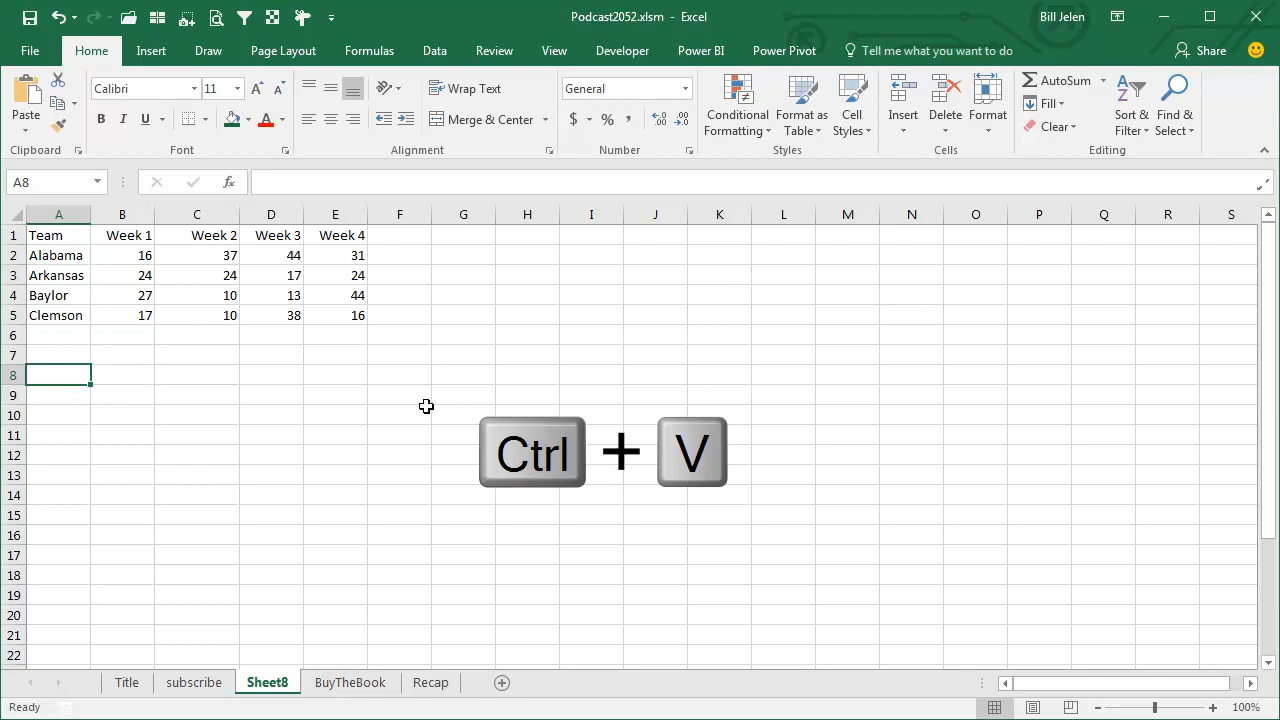 Podcast2052.xlsm - Excel
Bill Jelen
File Home Insert Draw Page Layout Formulas Data Review View Developer Power BI Power Pivot Tell me what you want to do Share
Paste
Calibri 11
Wrap Text
General
AutoSum
Fill
Clear
B I U
Merge & Center
$ % ,
Conditional Formatting
Format as Table
Cell Styles
Insert Delete Format
Sort & Filter
Find & Select
Clipboard Font Alignment Number Styles Cells Editing
A8 fx
A B C D E F G H I J K L M N O P Q R S
1 Team Week 1 Week 2 Week 3 Week 4
2 Alabama 16 37 44 31
3 Arkansas 24 24 17 24
4 Baylor 27 10 13 44
5 Clemson 17 10 38 16
6
7
8
9
10
11
12
13
14
15
16
17
18
19
20
21
22
Ctrl + V
Title subscribe Sheet8 BuyTheBook Recap
Ready 100%